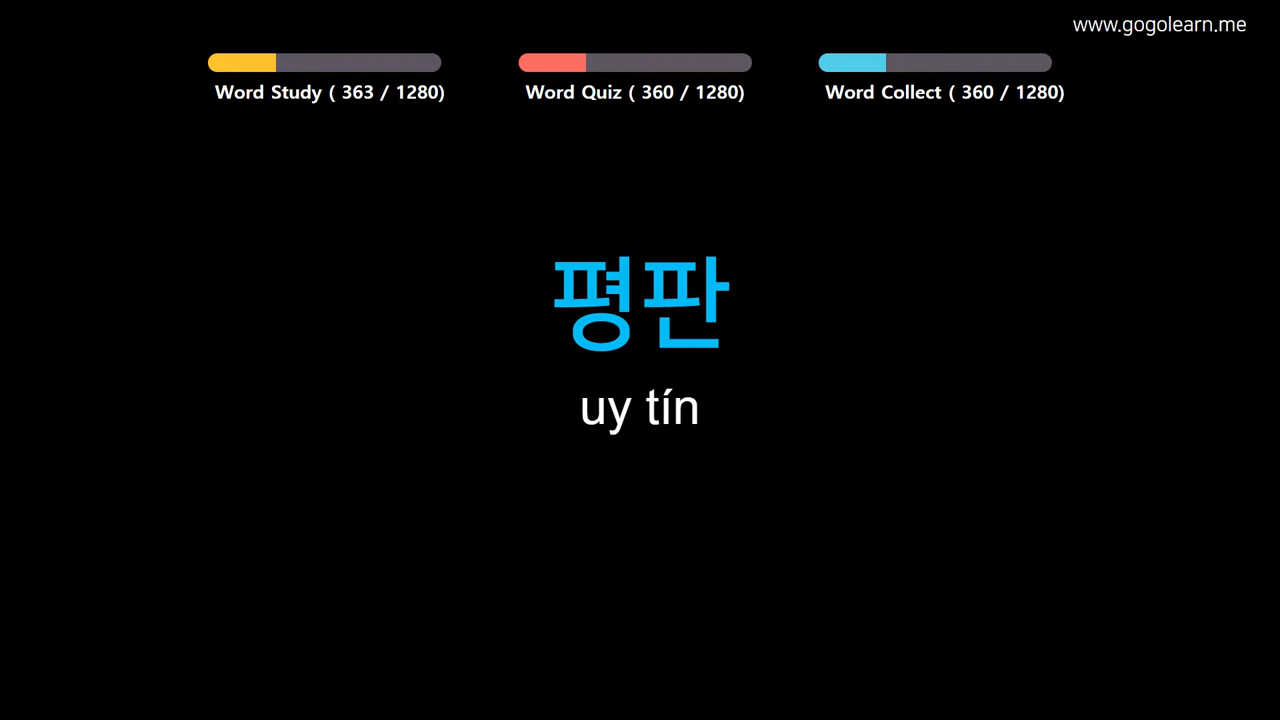 www.gogolearn.me
Word Study ( 363 / 1280)
Word Quiz ( 360 / 1280)
Word Collect ( 360 / 1280)
평판
uy tín